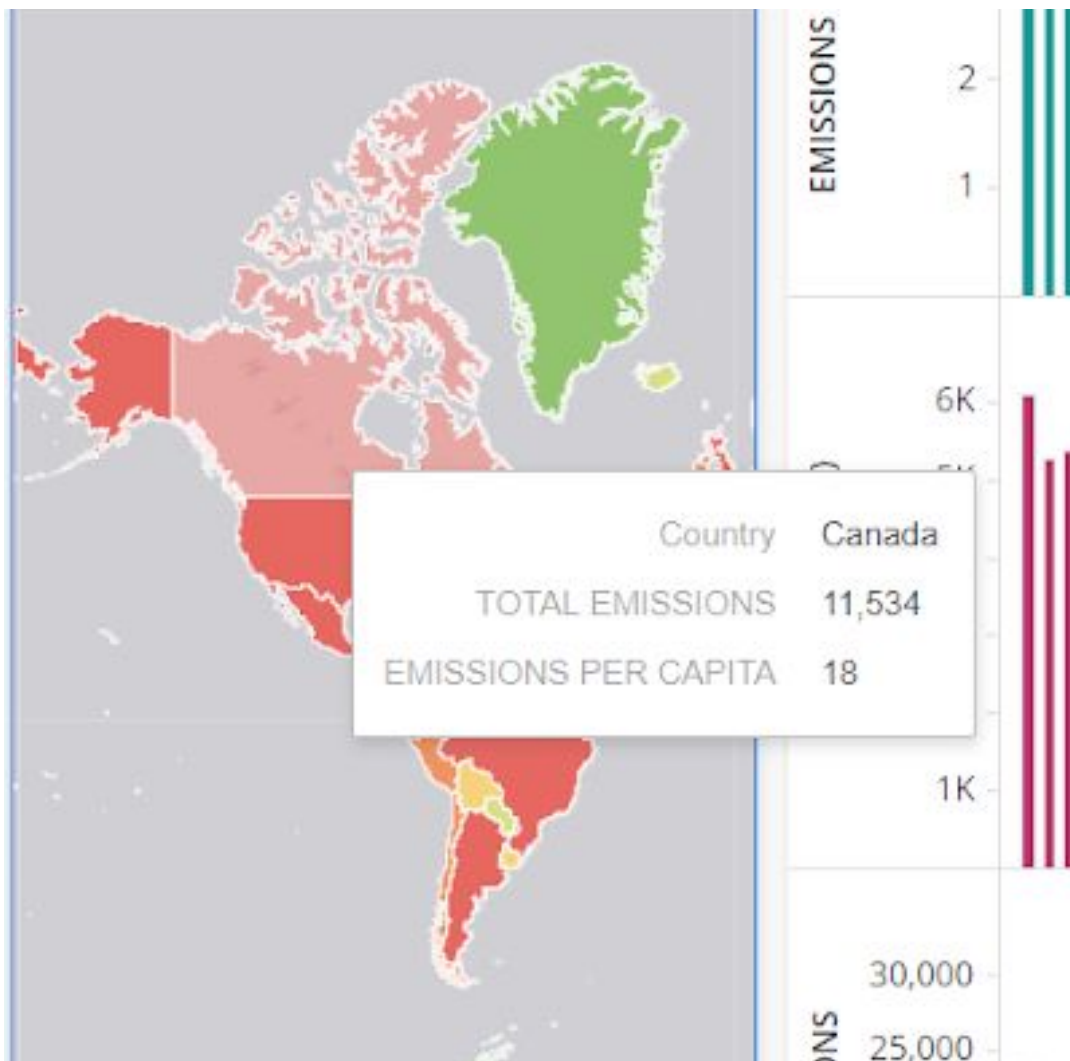 EMISSIONS
2
1
6K
Country Canada
TOTAL EMISSIONS 11,534
EMISSIONS PER CAPITA 18
1K
30,000
25,000